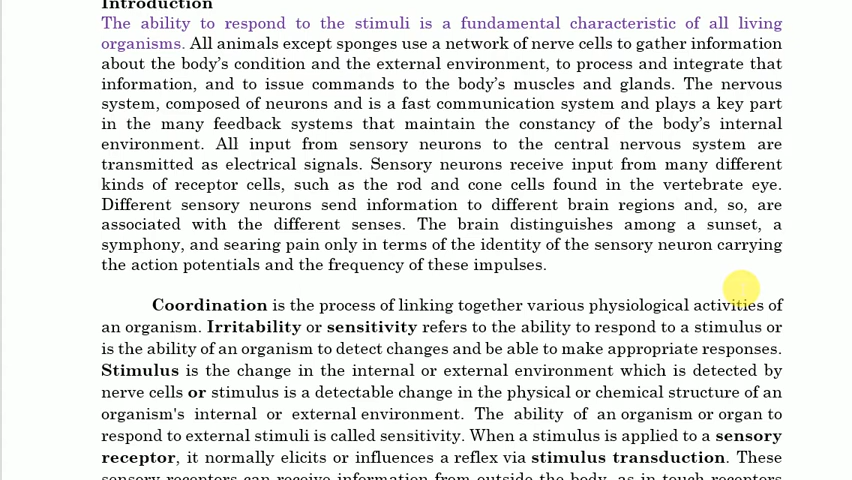 Introduction
The ability to respond to the stimuli is a fundamental characteristic of all living
organisms. All animals except sponges use a network of nerve cells to gather information
about the body's condition and the external environment, to process and integrate that
information, and to issue commands to the body's muscles and glands. The nervous
system, composed of neurons and is a fast communication system and plays a key part
in the many feedback systems that maintain the constancy of the body's internal
environment. All input from sensory neurons to the central nervous system are
transmitted as electrical signals. Sensory neurons receive input from many different
kinds of receptor cells, such as the rod and cone cells found in the vertebrate eye.
Different sensory neurons send information to different brain regions and, so, are
associated with the different senses. The brain distinguishes among a sunset, a
symphony, and searing pain only in terms of the identity of the sensory neuron carrying
the action potentials and the frequency of these impulses.
Coordination is the process of linking together various physiological activities of
an organism. Irritability or sensitivity refers to the ability to respond to a stimulus or
is the ability of an organism to detect changes and be able to make appropriate responses.
Stimulus is the change in the internal or external environment which is detected by
nerve cells or stimulus is a detectable change in the physical or chemical structure of an
organism's internal or external environment. The ability of an organism or organ to
respond to external stimuli is called sensitivity. When a stimulus is applied to a sensory
receptor, it normally elicits or influences a reflex via stimulus transduction. These
sensory receptors can receive information from outside the body, as in touch receptors